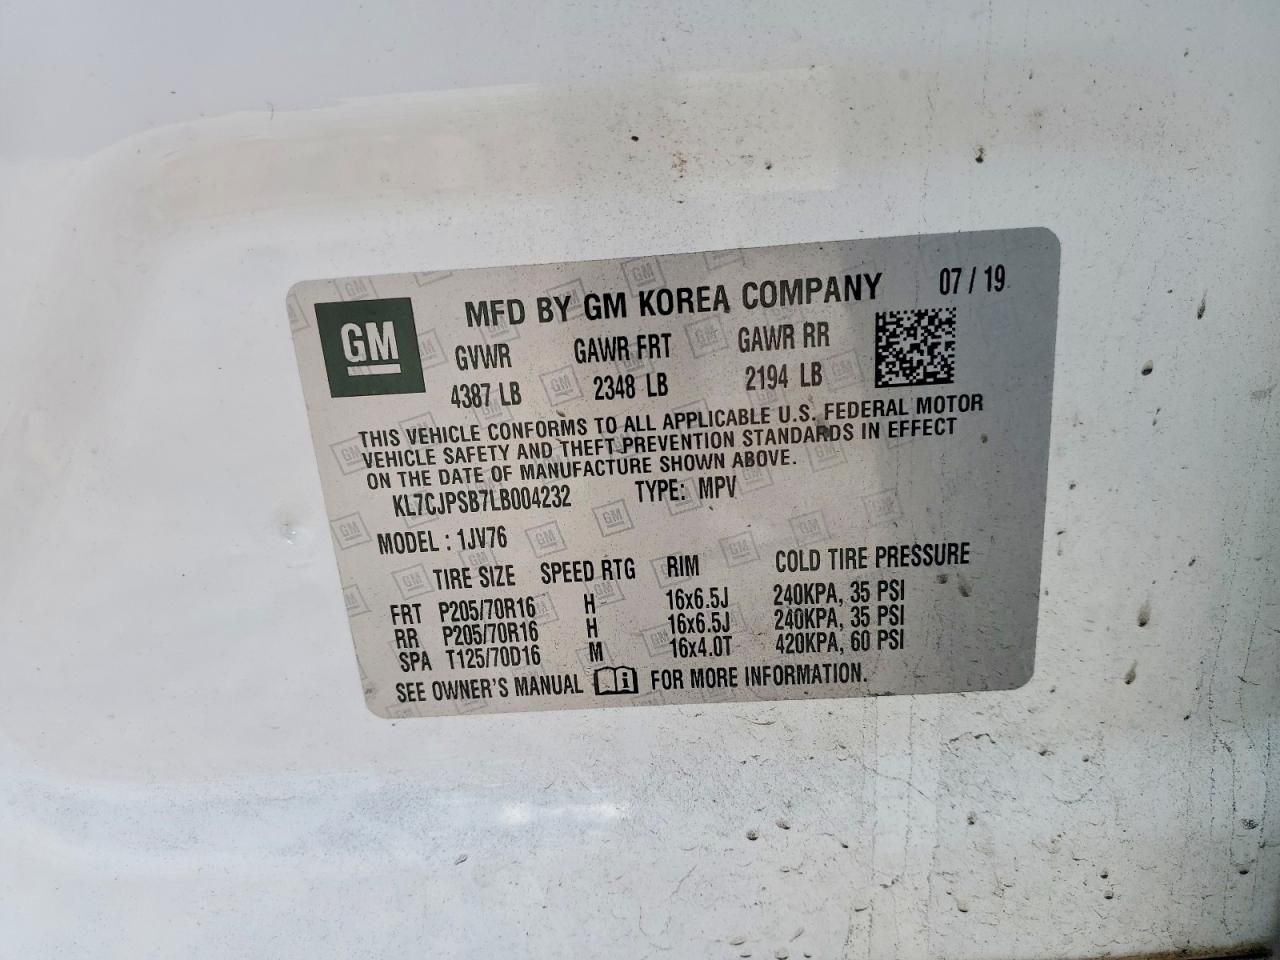 GM MFD BY GM KOREA COMPANY 07 / 19
GVWR GAWR FRT GAWR RR
4387 LB 2348 LB 2194 LB
THIS VEHICLE CONFORMS TO ALL APPLICABLE U.S. FEDERAL MOTOR
VEHICLE SAFETY AND THEFT PREVENTION STANDARDS IN EFFECT
ON THE DATE OF MANUFACTURE SHOWN ABOVE.
KL7CJPSB7LB004232 TYPE: MPV
MODEL : 1JV76
TIRE SIZE SPEED RTG RIM COLD TIRE PRESSURE
FRT P205/70R16 H 16x6.5J 240KPA, 35 PSI
RR P205/70R16 H 16x6.5J 240KPA, 35 PSI
SPA T125/70D16 M 16x4.0T 420KPA, 60 PSI
SEE OWNER'S MANUAL i FOR MORE INFORMATION.